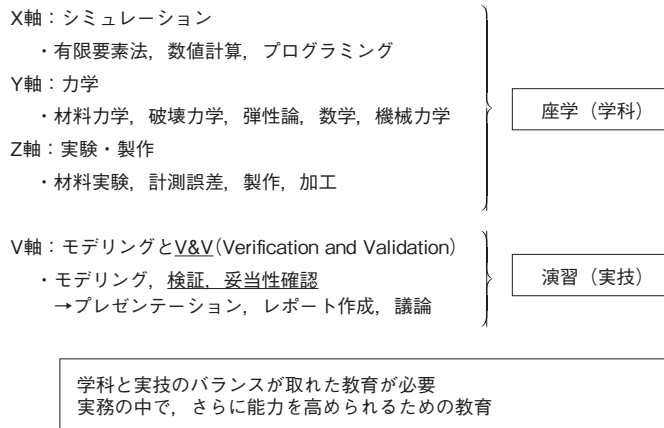 X軸：シミュレーション
・有限要素法，数値計算，プログラミング
Y軸：力学
・材料力学，破壊力学，弾性論，数学，機械力学
座学（学科）
Z軸：実験・製作
・材料実験，計測誤差，製作，加工
V軸：モデリングとV&V(Verification and Validation)
・モデリング，検証，妥当性確認
→プレゼンテーション，レポート作成，議論
演習（実技）
学科と実技のバランスが取れた教育が必要
実務の中で，さらに能力を高められるための教育